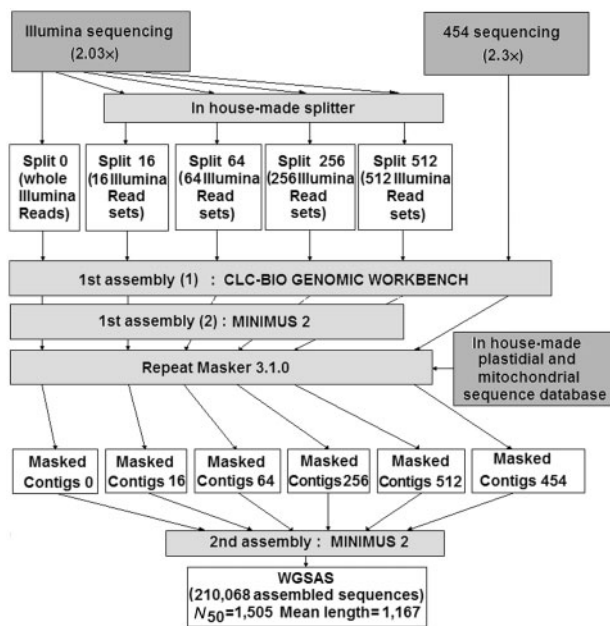 Illumina sequencing
(2.03×)
454 sequencing
(2.3×)
In house-made splitter
Split 0
(whole
Illumina
Reads)
Split 16
(16 Illumina
Read
sets)
Split 64
(64 Illumina
Read
sets)
Split 256
(256 Illumina
Read
sets)
Split 512
(512 Illumina
Read
sets)
1st assembly (1) : CLC-BIO GENOMIC WORKBENCH
1st assembly (2) : MINIMUS 2
Repeat Masker 3.1.0
In house-made
plastidial and
mitochondrial
sequence database
Masked
Contigs 0
Masked
Contigs 16
Masked
Contigs 64
Masked
Contigs 256
Masked
Contigs 512
Masked
Contigs 454
2nd assembly : MINIMUS 2
WGSAS
(210,068 assembled sequences)
N50=1,505 Mean length=1,167